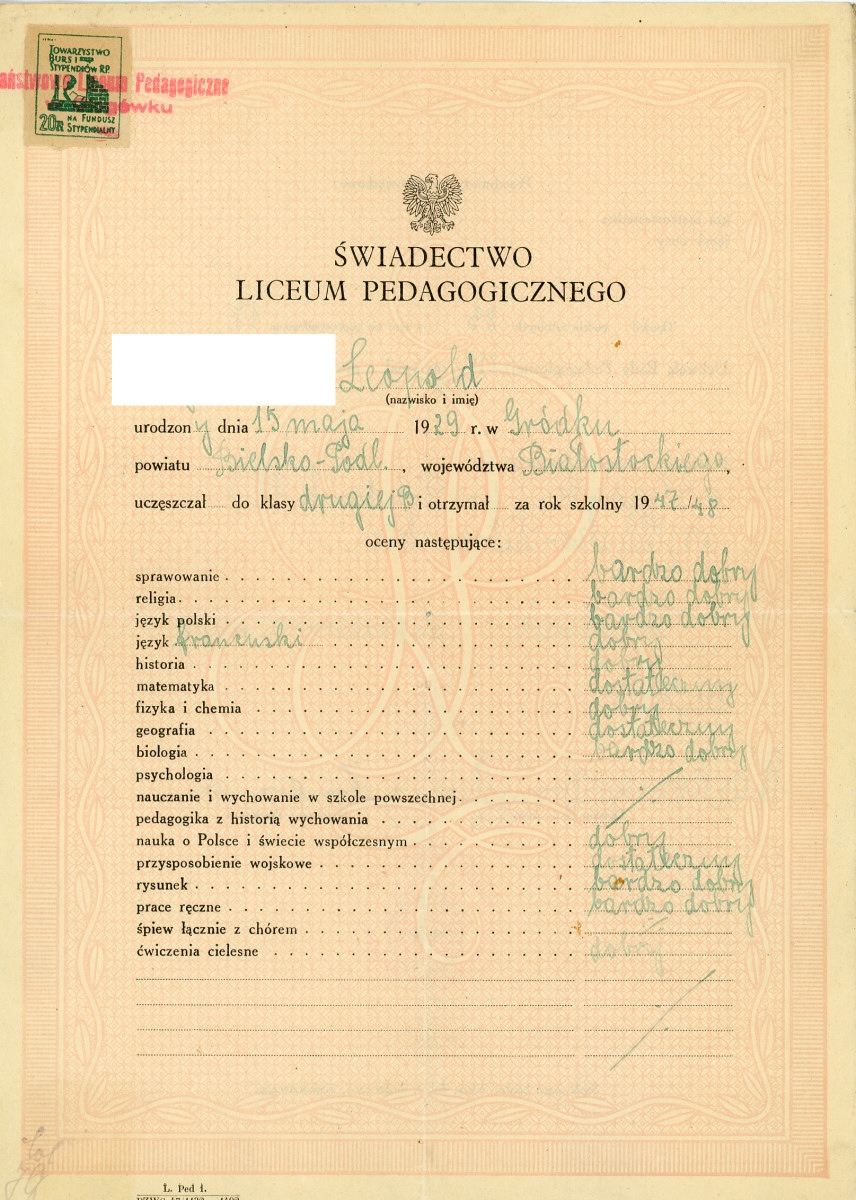 TOWARZYSTWO
BURS I
STYPENDIÓW R.P.
Państwowe Liceum Pedagogiczne
20 zł NA FUNDUSZ
STYPENDIALNY
ŚWIADECTWO
LICEUM PEDAGOGICZNEGO
Leopold
(nazwisko i imię)
urodzony dnia 15 maja 1929 r. w Gródku
powiatu Bielsko-Podl., województwa Białostockiego,
uczęszczał do klasy drugiej B i otrzymał za rok szkolny 1947/48
oceny następujące:
sprawowanie bardzo dobry
religia bardzo dobry
język polski bardzo dobry
język francuski dobry
historia dobry
matematyka dostateczny
fizyka i chemia dobry
geografia dostateczny
biologia bardzo dobry
psychologia
nauczanie i wychowanie w szkole powszechnej
pedagogika z historią wychowania
nauka o Polsce i świecie współczesnym dobry
przysposobienie wojskowe dostateczny
rysunek bardzo dobry
prace ręczne bardzo dobry
śpiew łącznie z chórem
ćwiczenia cielesne dobry
L. Ped 1.